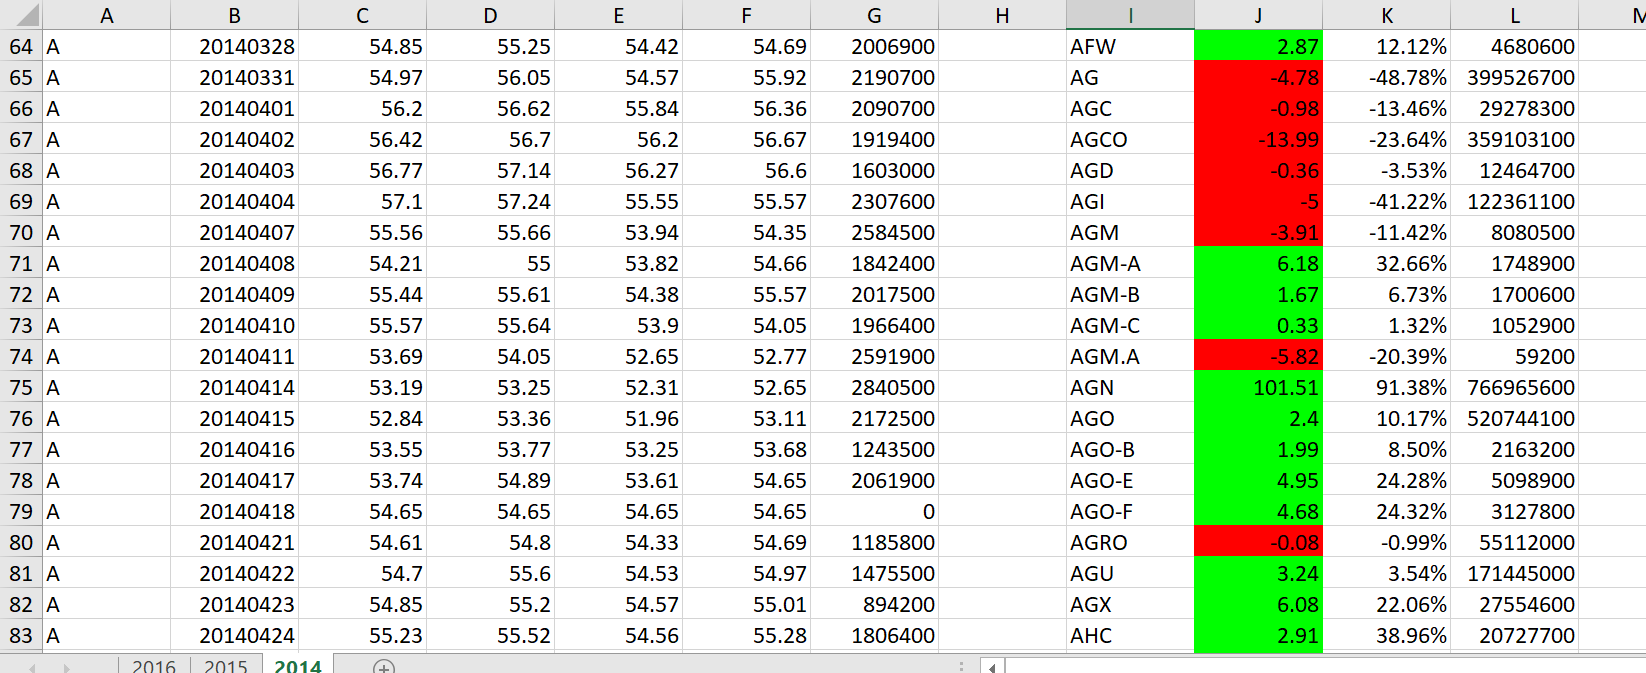 A B C D E F G H I J K L M
64 A 20140328 54.85 55.25 54.42 54.69 2006900 AFW 2.87 12.12% 4680600
65 A 20140331 54.97 56.05 54.57 55.92 2190700 AG -4.78 -48.78% 399526700
66 A 20140401 56.2 56.62 55.84 56.36 2090700 AGC -0.98 -13.46% 29278300
67 A 20140402 56.42 56.7 56.2 56.67 1919400 AGCO -13.99 -23.64% 359103100
68 A 20140403 56.77 57.14 56.27 56.6 1603000 AGD -0.36 -3.53% 12464700
69 A 20140404 57.1 57.24 55.55 55.57 2307600 AGI -5 -41.22% 122361100
70 A 20140407 55.56 55.66 53.94 54.35 2584500 AGM -3.91 -11.42% 8080500
71 A 20140408 54.21 55 53.82 54.66 1842400 AGM-A 6.18 32.66% 1748900
72 A 20140409 55.44 55.61 54.38 55.57 2017500 AGM-B 1.67 6.73% 1700600
73 A 20140410 55.57 55.64 53.9 54.05 1966400 AGM-C 0.33 1.32% 1052900
74 A 20140411 53.69 54.05 52.65 52.77 2591900 AGM.A -5.82 -20.39% 59200
75 A 20140414 53.19 53.25 52.31 52.65 2840500 AGN 101.51 91.38% 766965600
76 A 20140415 52.84 53.36 51.96 53.11 2172500 AGO 2.4 10.17% 520744100
77 A 20140416 53.55 53.77 53.25 53.68 1243500 AGO-B 1.99 8.50% 2163200
78 A 20140417 53.74 54.89 53.61 54.65 2061900 AGO-E 4.95 24.28% 5098900
79 A 20140418 54.65 54.65 54.65 54.65 0 AGO-F 4.68 24.32% 3127800
80 A 20140421 54.61 54.8 54.33 54.69 1185800 AGRO -0.08 -0.99% 55112000
81 A 20140422 54.7 55.6 54.53 54.97 1475500 AGU 3.24 3.54% 171445000
82 A 20140423 54.85 55.2 54.57 55.01 894200 AGX 6.08 22.06% 27554600
83 A 20140424 55.23 55.52 54.56 55.28 1806400 AHC 2.91 38.96% 20727700
2016 2015 2014